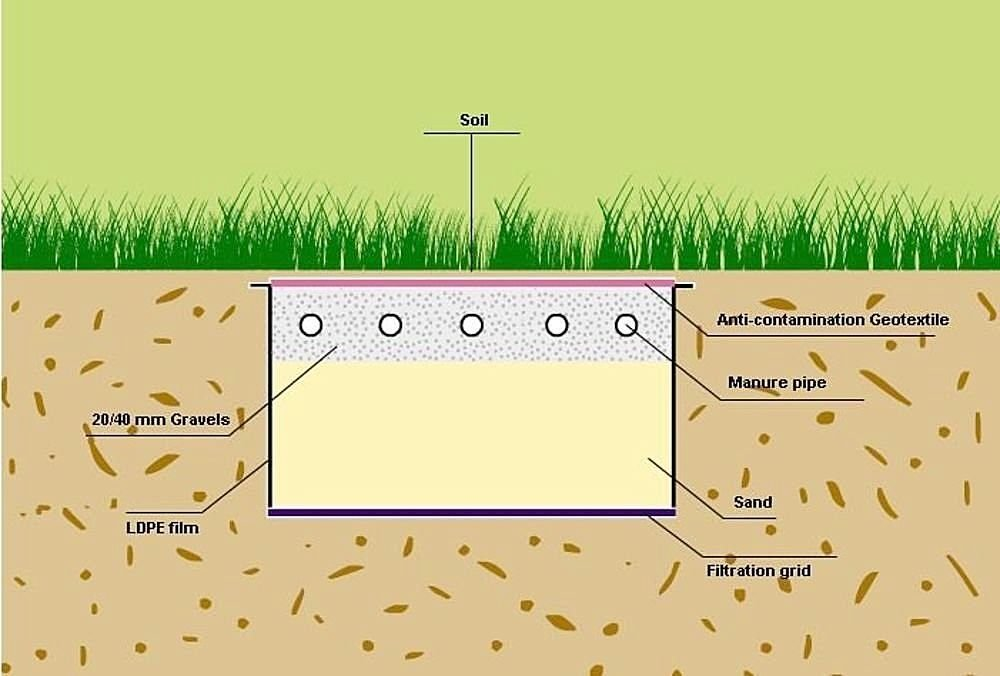 Soil
Anti-contamination Geotextile
Manure pipe
20/40 mm Gravels
Sand
LDPE film
Filtration grid